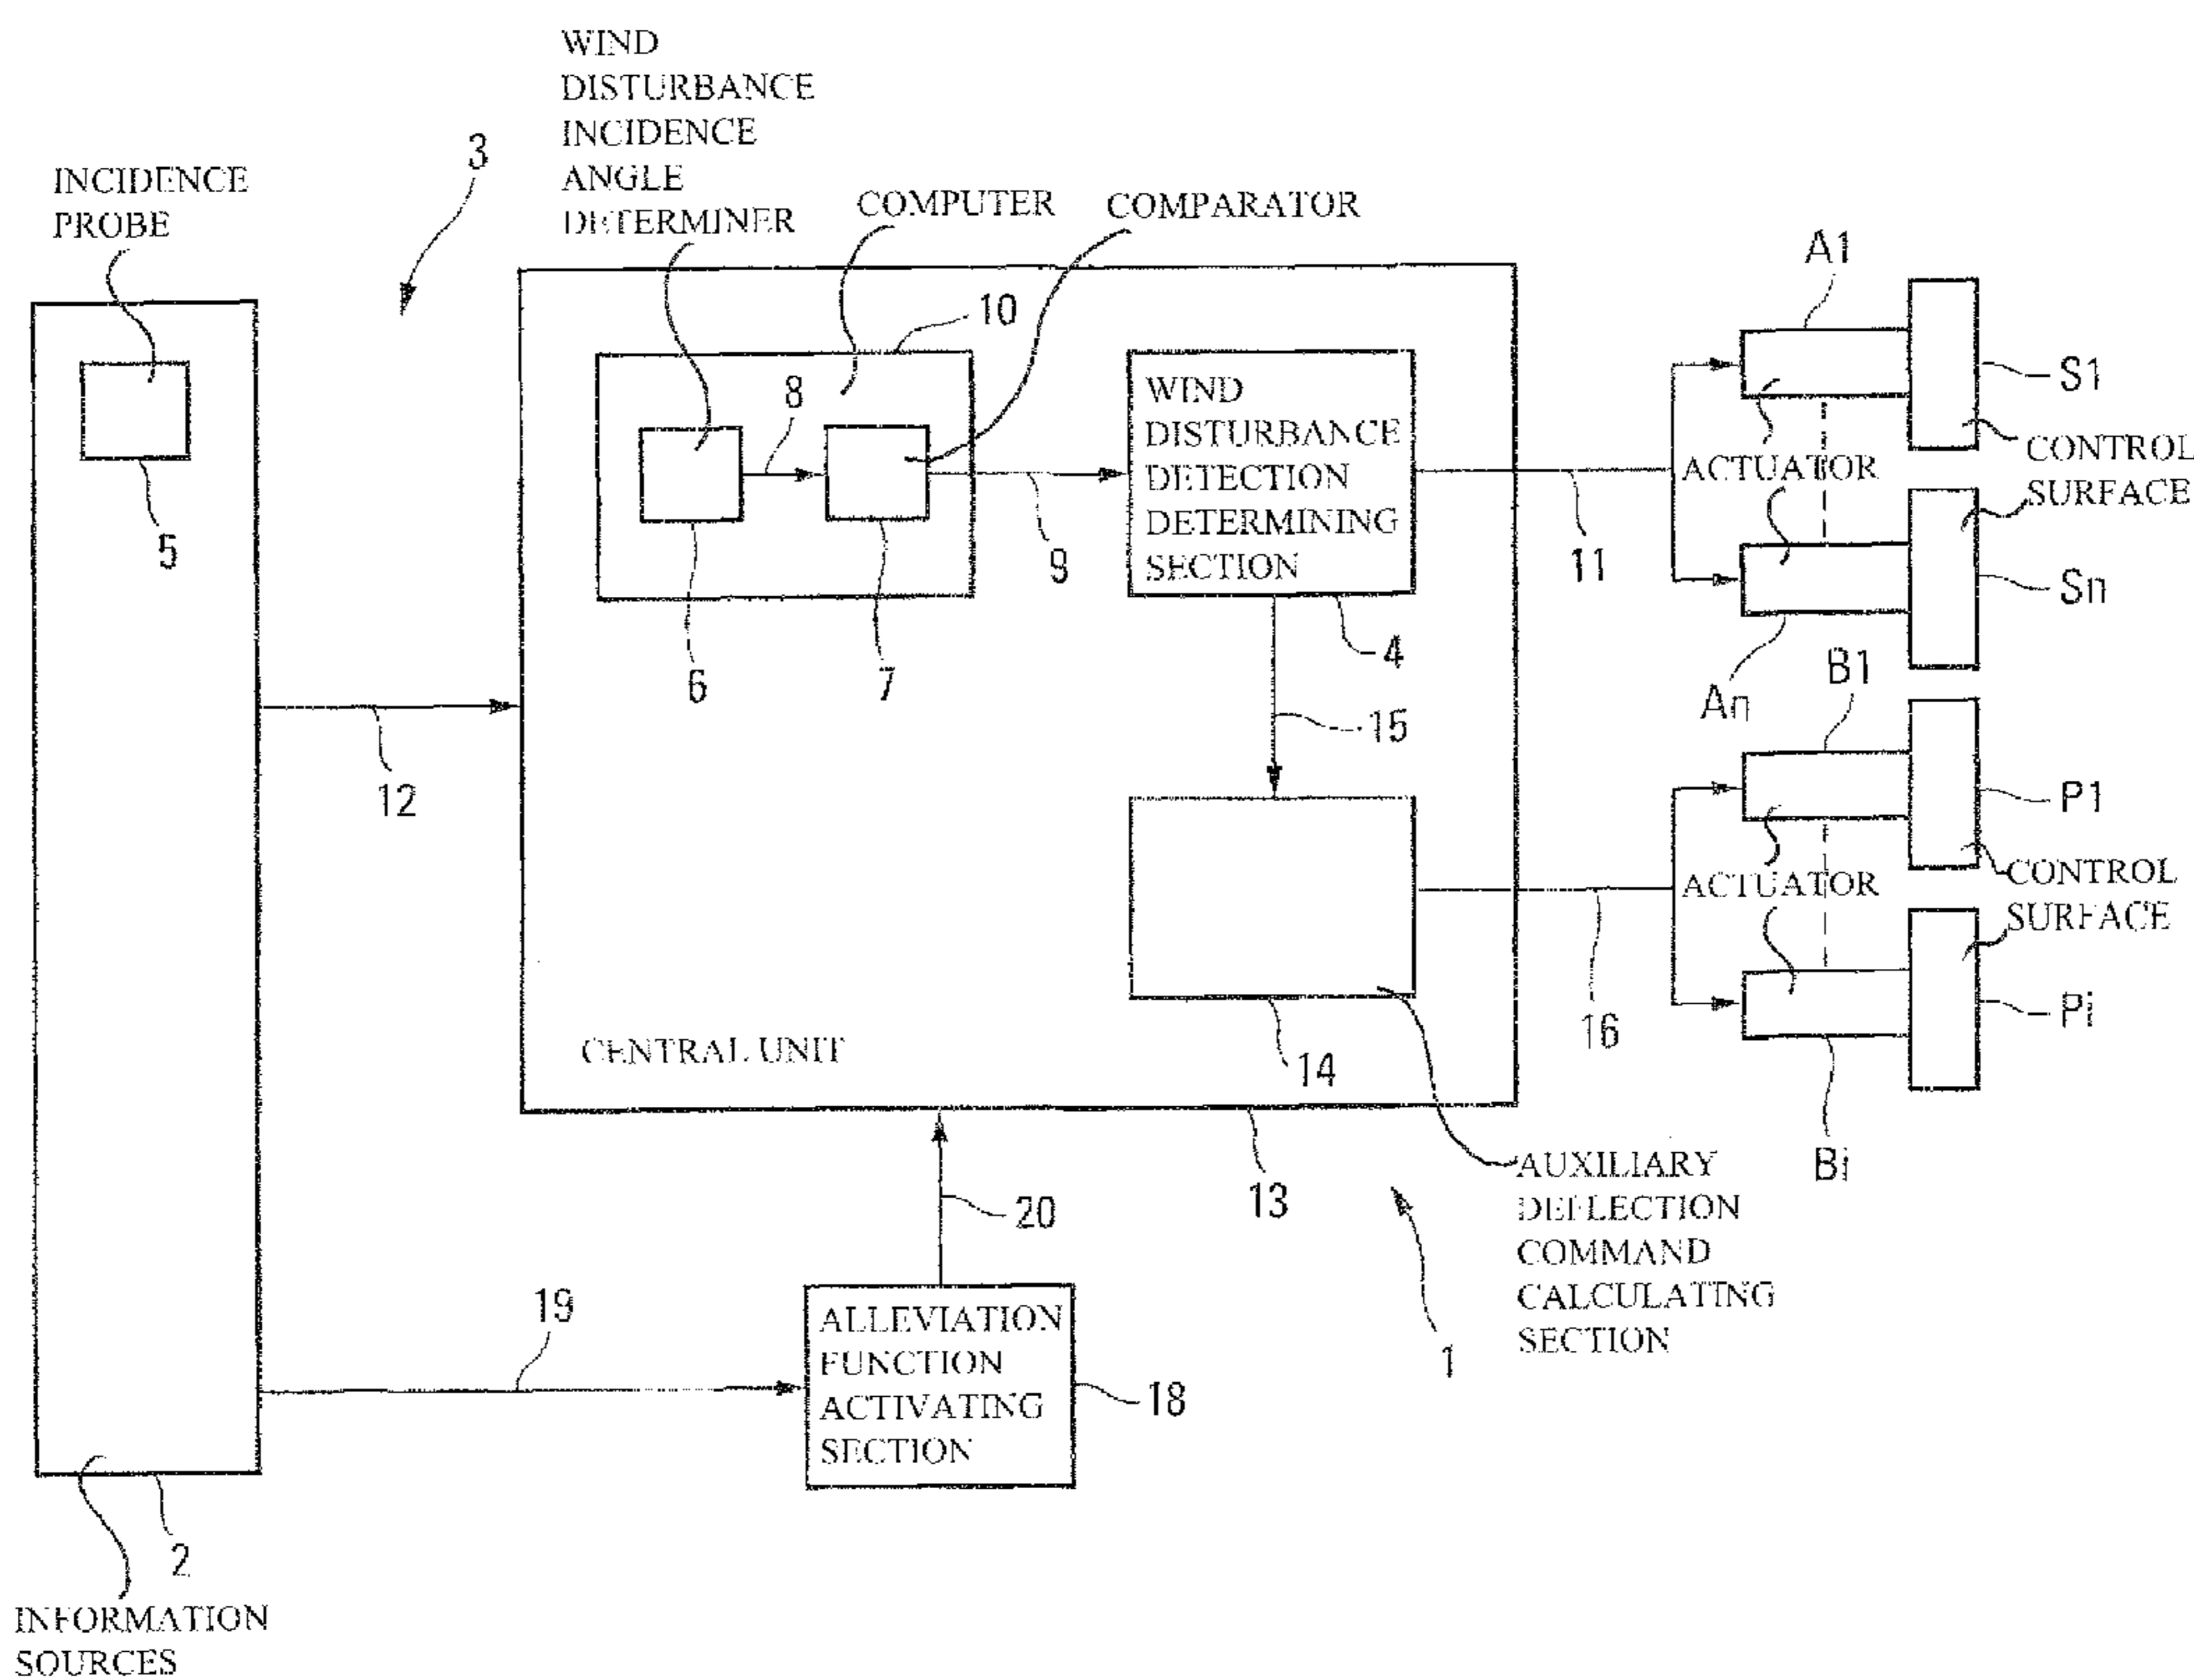 WIND
DISTURBANCE
INCIDENCE
ANGLE
DETERMINER
INCIDENCE
PROBE
3
COMPUTER
COMPARATOR
10
A1
S1
CONTROL
SURFACE
ACTUATOR
8
WIND
DISTURBANCE
DETECTION
DETERMINING
SECTION
5
9
11
Sn
6
7
4
An
B1
15
12
P1
CONTROL
SURFACE
ACTUATOR
16
Pi
CENTRAL UNIT
14
Bi
13
20
AUXILIARY
DEFLECTION
COMMAND
CALCULATING
SECTION
1
19
ALLEVIATION
FUNCTION
ACTIVATING
SECTION
18
2
INFORMATION
SOURCES